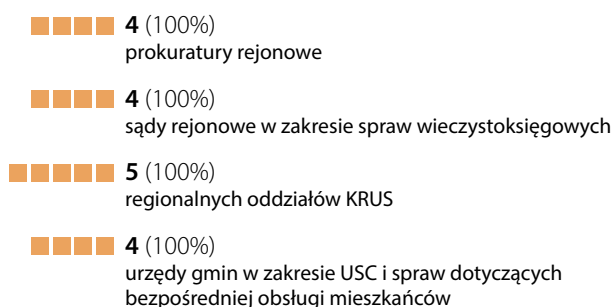 4 (100%)
prokuratury rejonowe
4 (100%)
sądy rejonowe w zakresie spraw wieczystoksięgowych
5 (100%)
regionalnych oddziałów KRUS
4 (100%)
urzędy gmin w zakresie USC i spraw dotyczących
bezpośredniej obsługi mieszkańców